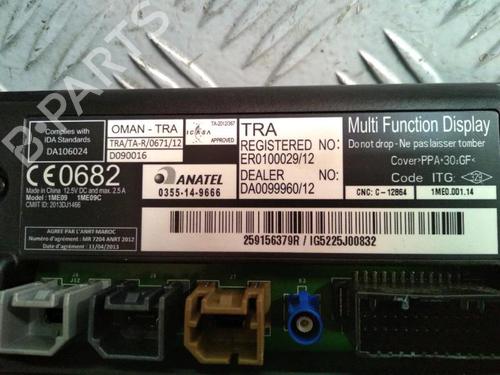 Complies with
IDA Standards
DA106024
OMAN - TRA
TRA/TA-R/0671/12
D090016
TA-2012/367
ICASA
APPROVED
TRA
REGISTERED NO:
ER0100029/12
DEALER NO:
DA0099960/12
Multi Function Display
Do not drop - Ne pas laisser tomber
Cover>PPA+30%GF<
Code ITG:
CNC: C-12864
1ME0.001.14
CE0682
Made in China 12.5V DC and max. 2.5 A
Model: 1ME09 1ME09C
CMIIT ID: 2013DJ1466
ANATEL
0355-14-9666
AGREE PAR L'ANRT-MAROC
Numéro d'agrément: MR 7204 ANRT 2012
Date d'agrément: 11/04/2013
259156379R / IG5225J00832
B-PARTS